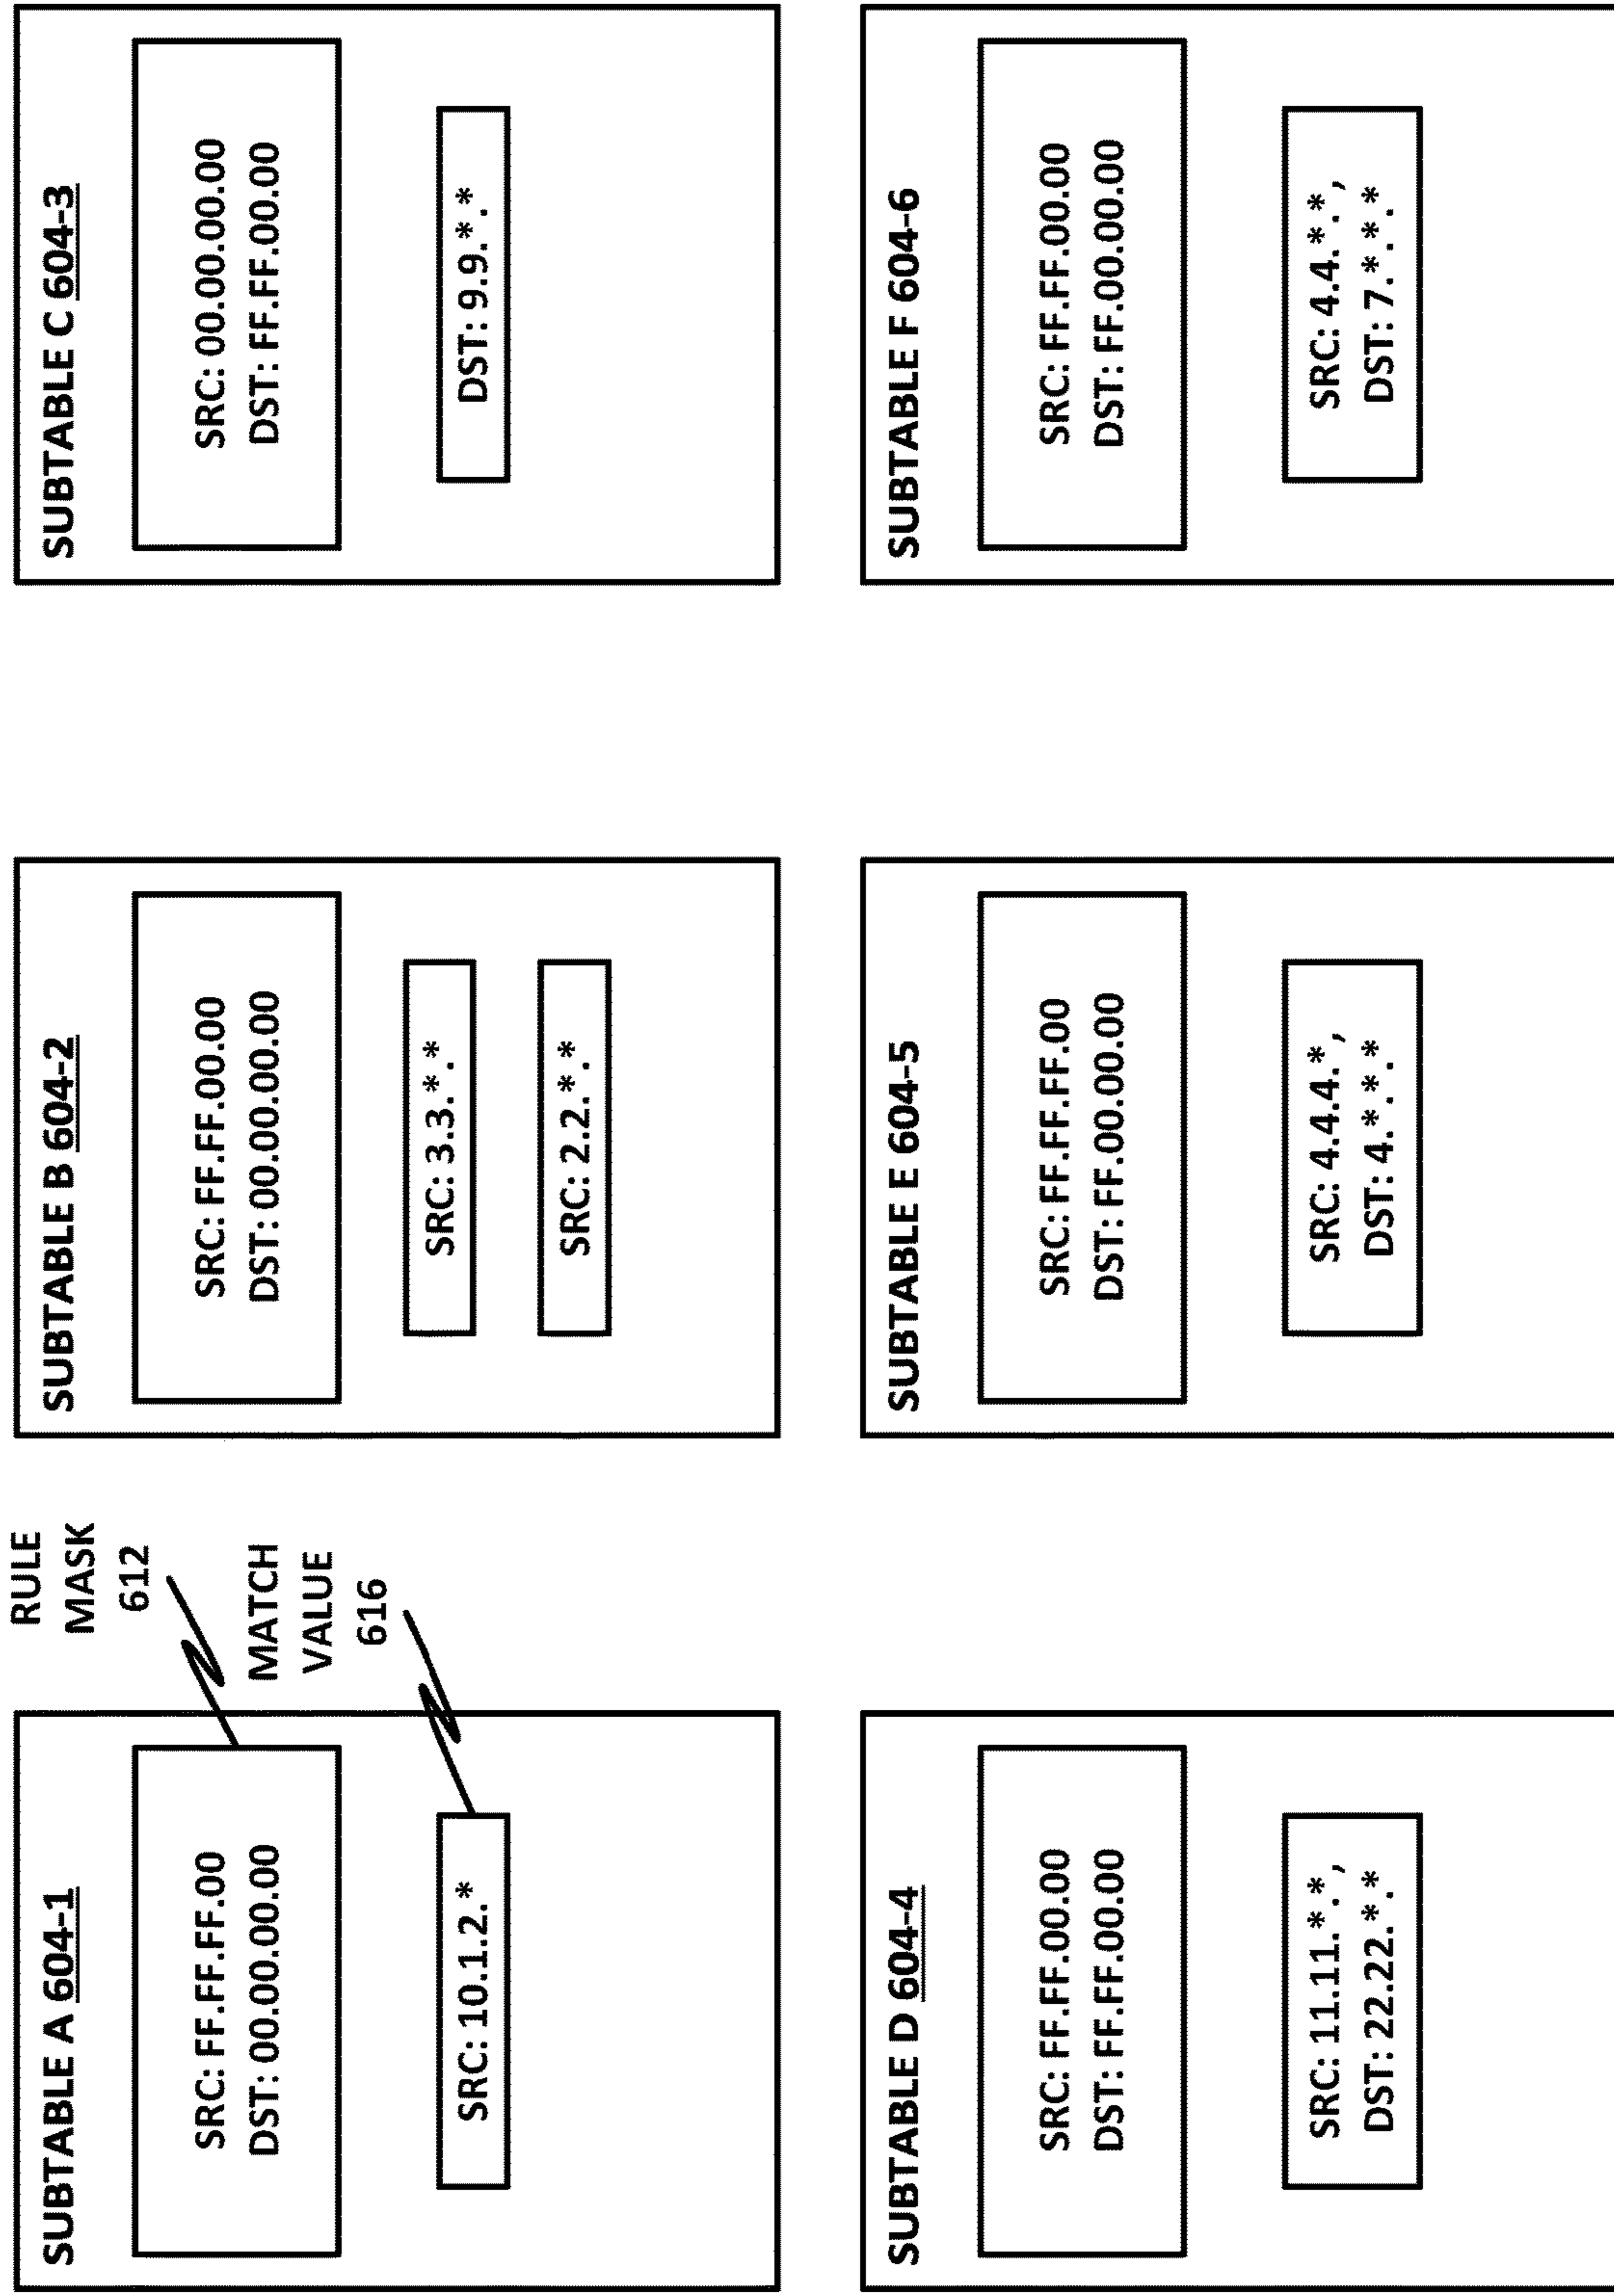 SUBTABLE A 604-1
SRC: FF.FF.FF.00
DST: 00.00.00.00
SRC: 10.1.2.*
RULE
MASK
612
MATCH
VALUE
616
SUBTABLE B 604-2
SRC: FF.FF.00.00
DST: 00.00.00.00
SRC: 3.3.*.*
SRC: 2.2.*.*
SUBTABLE C 604-3
SRC: 00.00.00.00
DST: FF.FF.00.00
DST: 9.9.*.*
SUBTABLE D 604-4
SRC: FF.FF.00.00
DST: FF.FF.00.00
SRC: 11.11.*.*,
DST: 22.22.*.*
SUBTABLE E 604-5
SRC: FF.FF.FF.00
DST: FF.00.00.00
SRC: 4.4.4.*,
DST: 4.*.*.*
SUBTABLE F 604-6
SRC: FF.FF.00.00
DST: FF.00.00.00
SRC: 4.4.*.*,
DST: 7.*.*.*